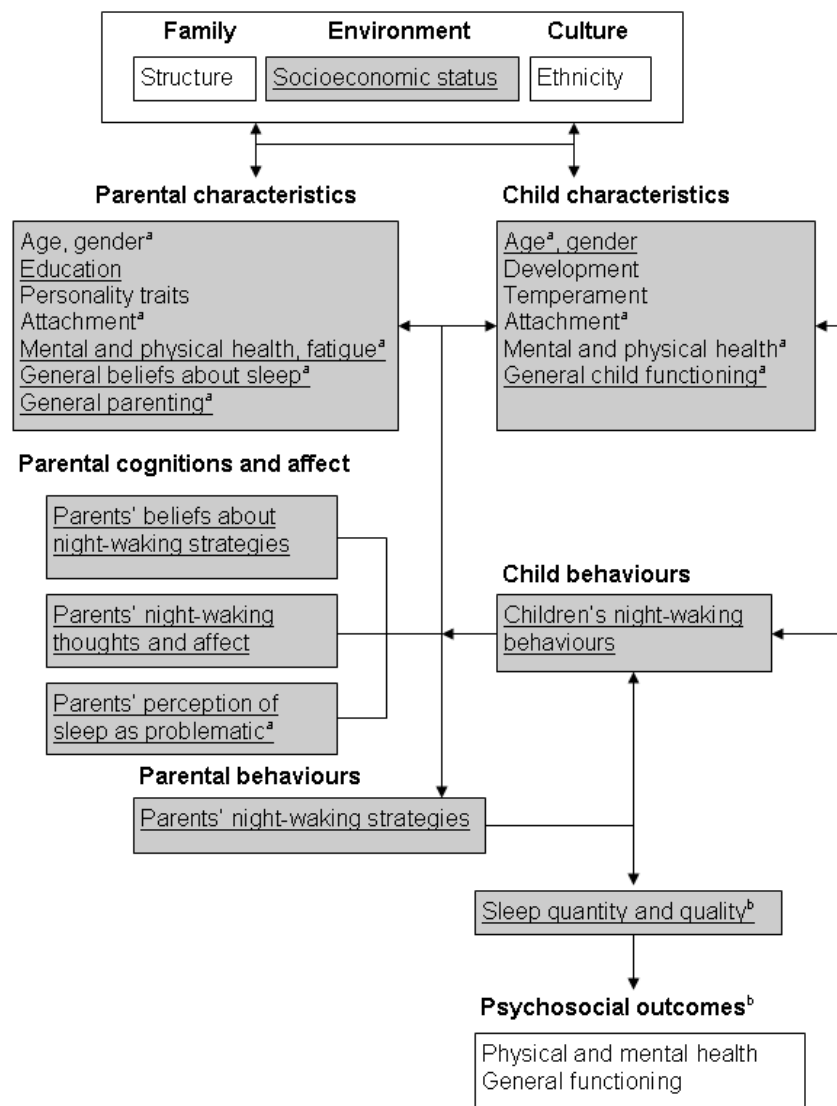 Family Environment Culture
Structure Socioeconomic status Ethnicity
Parental characteristics
Age, genderᵃ
Education
Personality traits
Attachmentᵃ
Mental and physical health, fatigueᵃ
General beliefs about sleepᵃ
General parentingᵃ
Child characteristics
Ageᵃ, gender
Development
Temperament
Attachmentᵃ
Mental and physical healthᵃ
General child functioningᵃ
Parental cognitions and affect
Parents' beliefs about
night-waking strategies
Parents' night-waking
thoughts and affect
Parents' perception of
sleep as problematicᵃ
Child behaviours
Children's night-waking
behaviours
Parental behaviours
Parents' night-waking strategies
Sleep quantity and qualityᵇ
Psychosocial outcomesᵇ
Physical and mental health
General functioning